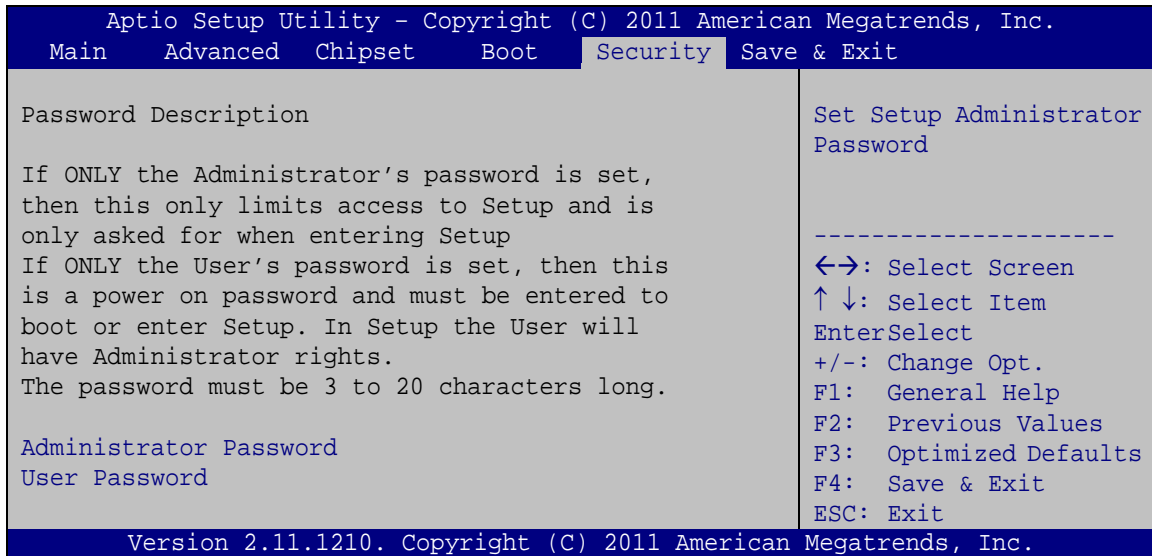 Aptio Setup Utility – Copyright (C) 2011 American Megatrends, Inc.
Main Advanced Chipset Boot Security Save & Exit
Password Description
If ONLY the Administrator’s password is set,
then this only limits access to Setup and is
only asked for when entering Setup
If ONLY the User’s password is set, then this
is a power on password and must be entered to
boot or enter Setup. In Setup the User will
have Administrator rights.
The password must be 3 to 20 characters long.
Administrator Password
User Password
Set Setup Administrator
Password
---------------------
←→: Select Screen
↑ ↓: Select Item
EnterSelect
+/-: Change Opt.
F1: General Help
F2: Previous Values
F3: Optimized Defaults
F4: Save & Exit
ESC: Exit
Version 2.11.1210. Copyright (C) 2011 American Megatrends, Inc.